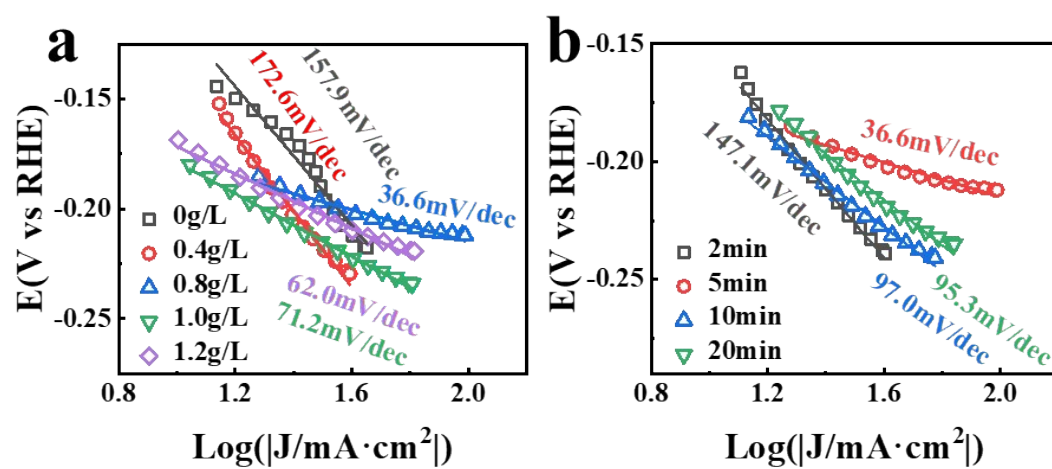 a
E(V vs RHE)
-0.15
-0.20
-0.25
172.6mV/dec
157.9mV/dec
36.6mV/dec
62.0mV/dec
71.2mV/dec
0g/L
0.4g/L
0.8g/L
1.0g/L
1.2g/L
0.8
1.2
1.6
2.0
Log(|J/mA·cm²|)
b
E(V vs RHE)
-0.15
-0.20
-0.25
36.6mV/dec
147.1mV/dec
95.3mV/dec
97.0mV/dec
2min
5min
10min
20min
0.8
1.2
1.6
2.0
Log(|J/mA·cm²|)